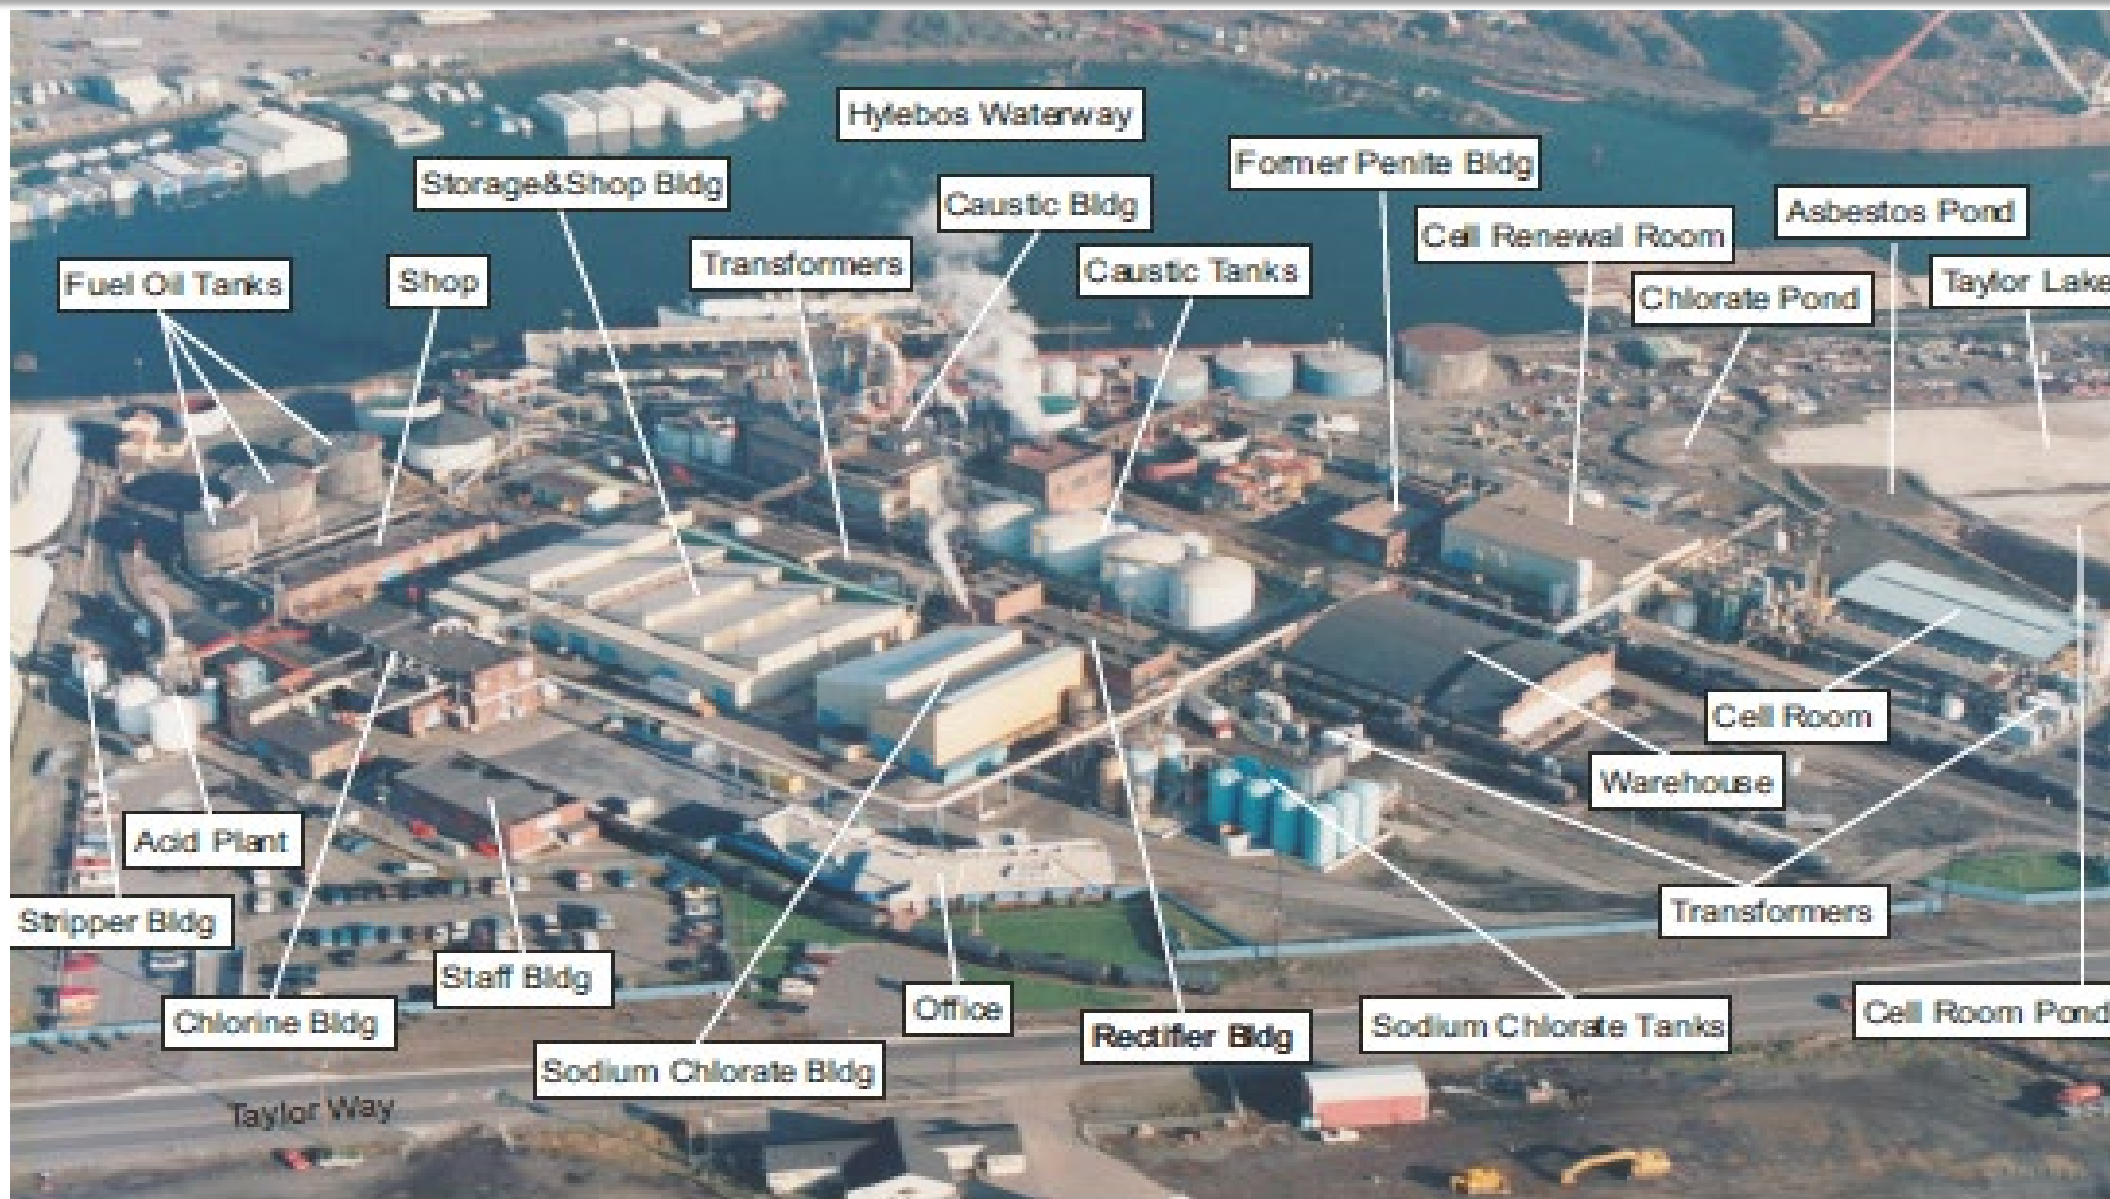 Hylebos Waterway
Former Penite Bldg
Storage&Shop Bldg
Caustic Bldg
Asbestos Pond
Cell Renewal Room
Transformers
Caustic Tanks
Fuel Oil Tanks
Shop
Chlorate Pond
Taylor Lake
Cell Room
Warehouse
Acid Plant
Transformers
Stripper Bldg
Staff Bldg
Office
Cell Room Pond
Chlorine Bldg
Rectifier Bldg
Sodium Chlorate Tanks
Sodium Chlorate Bldg
Taylor Way